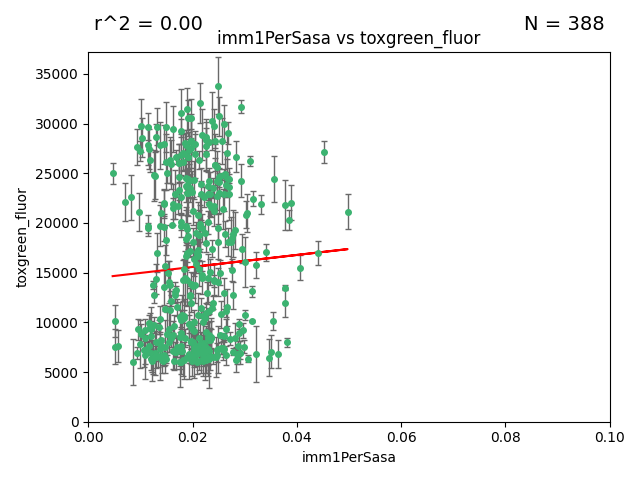 r^2 = 0.00
N = 388
imm1PerSasa vs toxgreen_fluor
35000
30000
25000
20000
15000
10000
5000
0
toxgreen_fluor
0.00
0.02
0.04
0.06
0.08
0.10
imm1PerSasa